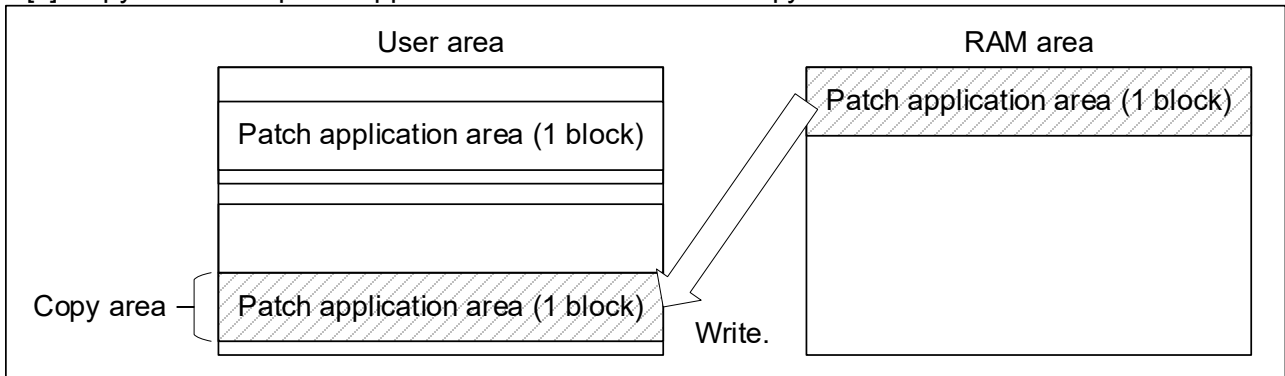 User area
RAM area
Patch application area (1 block)
Patch application area (1 block)
Copy area
Patch application area (1 block)
Write.